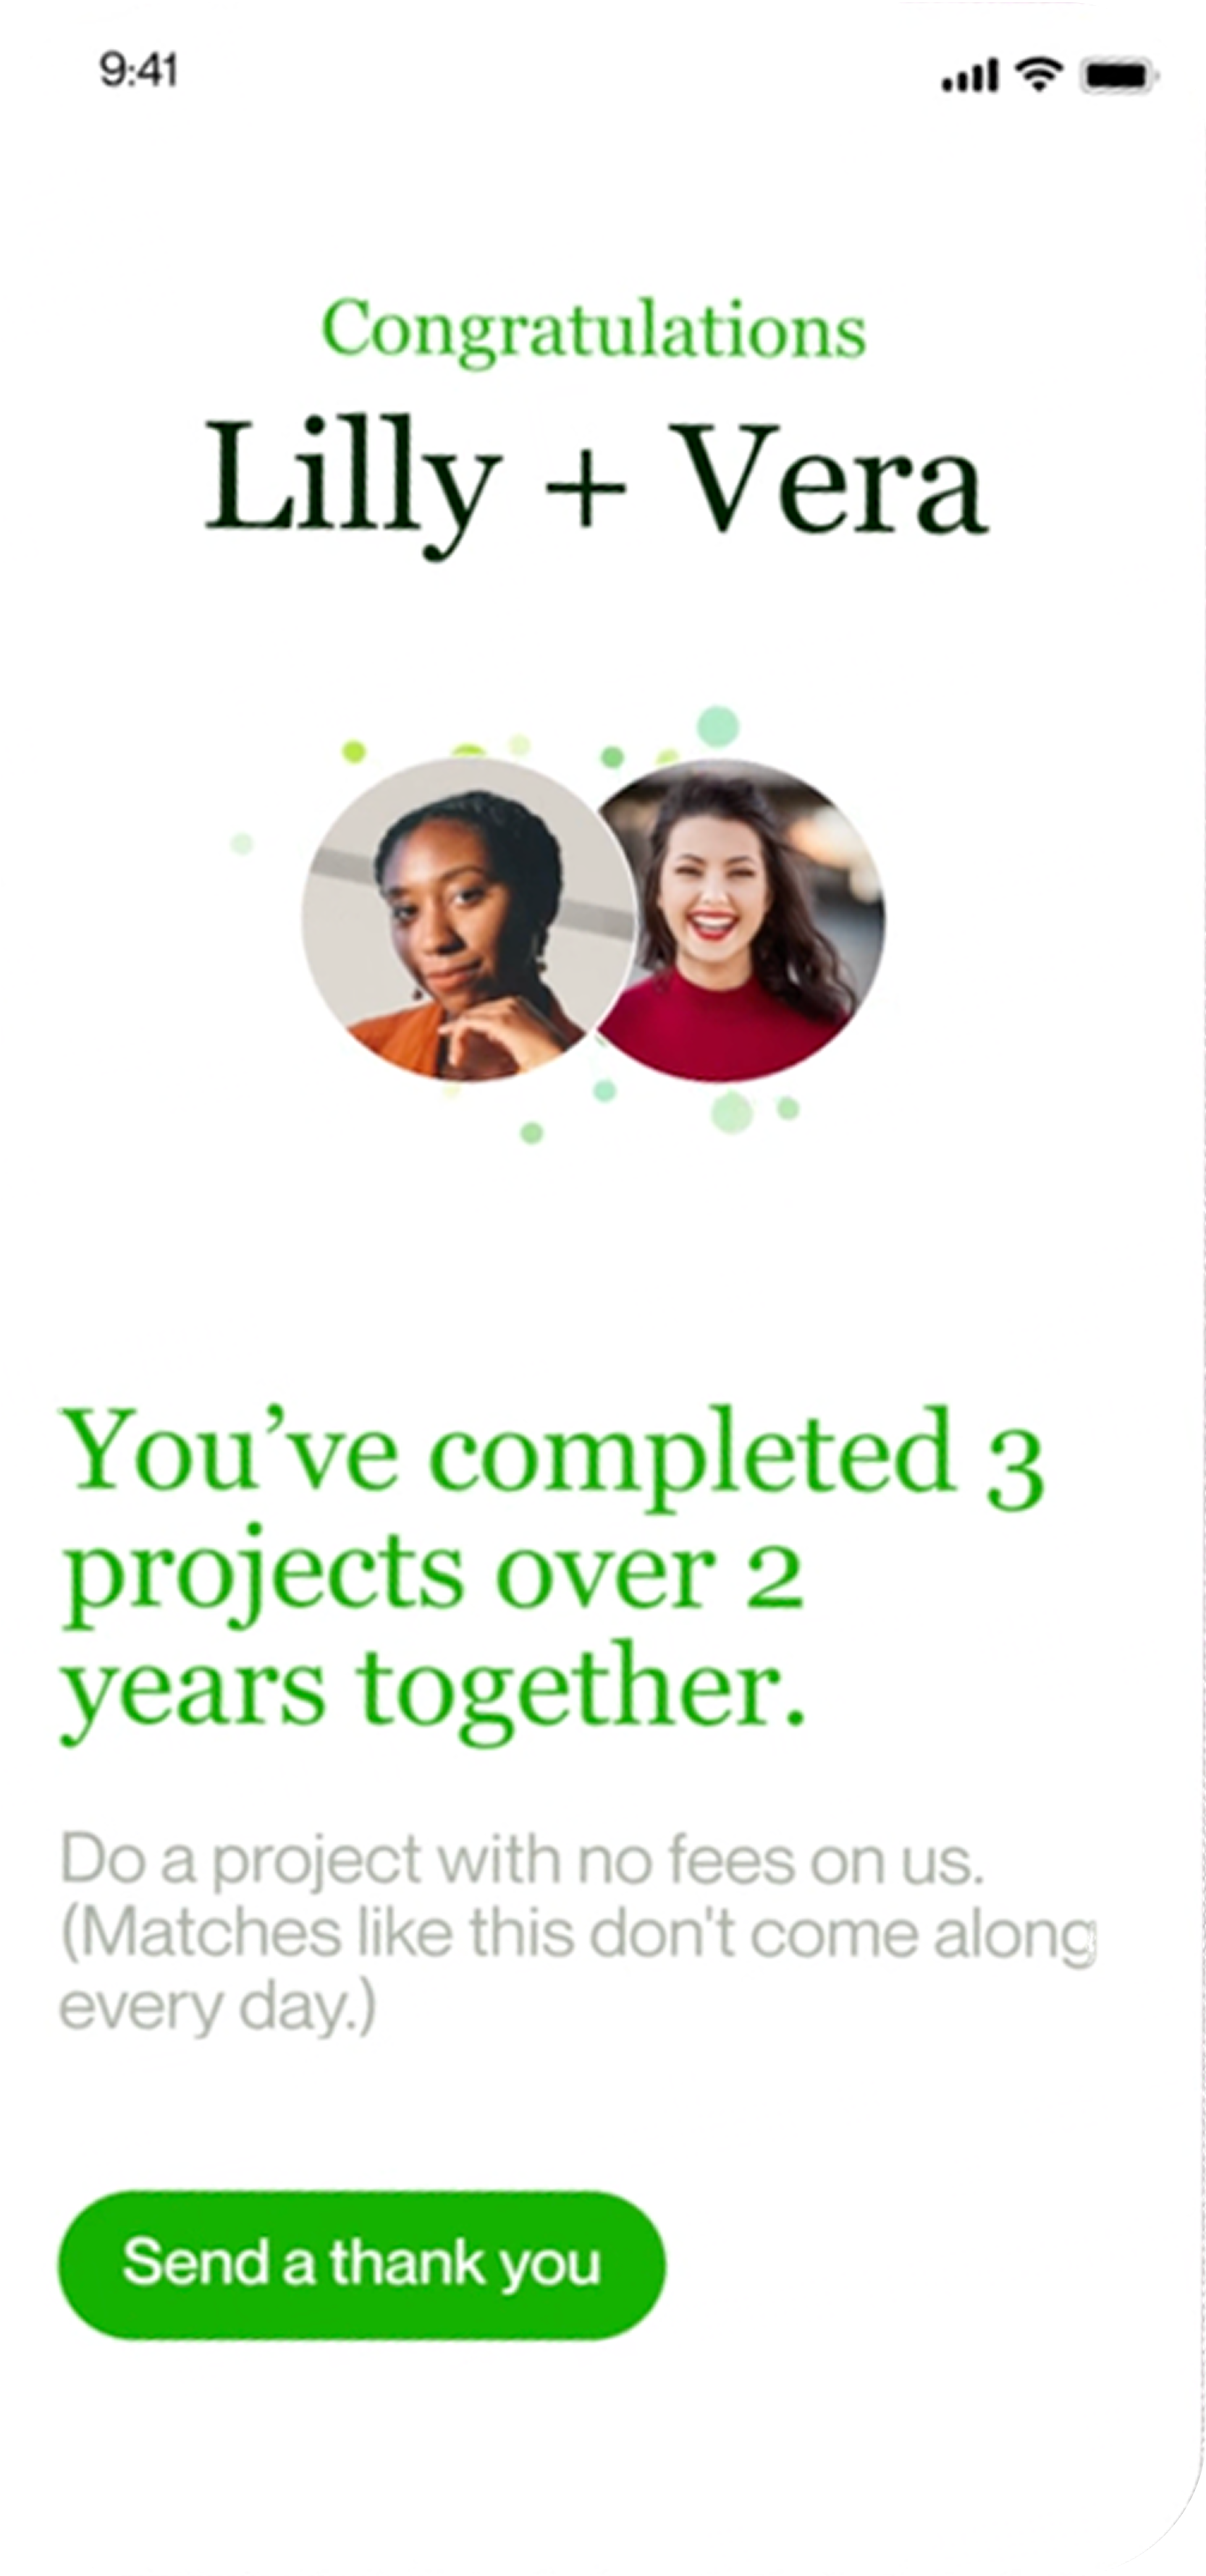 9:41
Congratulations
Lilly + Vera
You’ve completed 3
projects over 2
years together.
Do a project with no fees on us.
(Matches like this don't come along
every day.)
Send a thank you